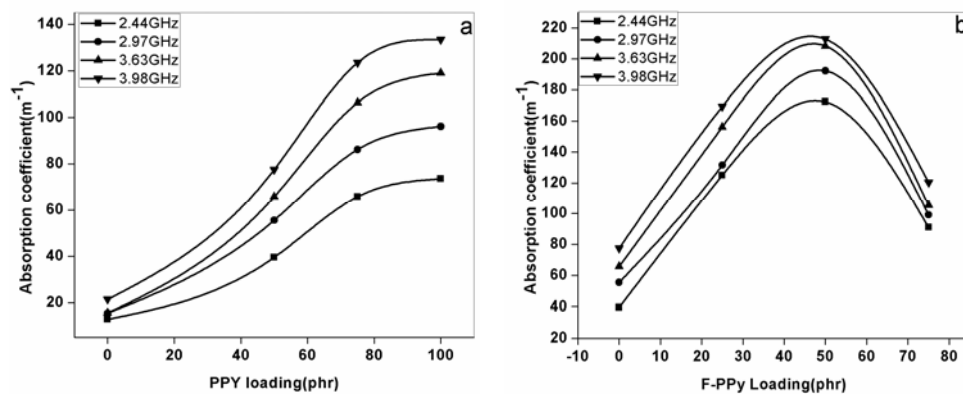 a
2.44GHz
2.97GHz
3.63GHz
3.98GHz
Absorption coefficient(m⁻¹)
140
120
100
80
60
40
20
0 20 40 60 80 100
PPY loading(phr)
b
2.44GHz
2.97GHz
3.63GHz
3.98GHz
Absorption coefficient(m⁻¹)
220
200
180
160
140
120
100
80
60
40
20
-10 0 10 20 30 40 50 60 70 80
F-PPy Loading(phr)